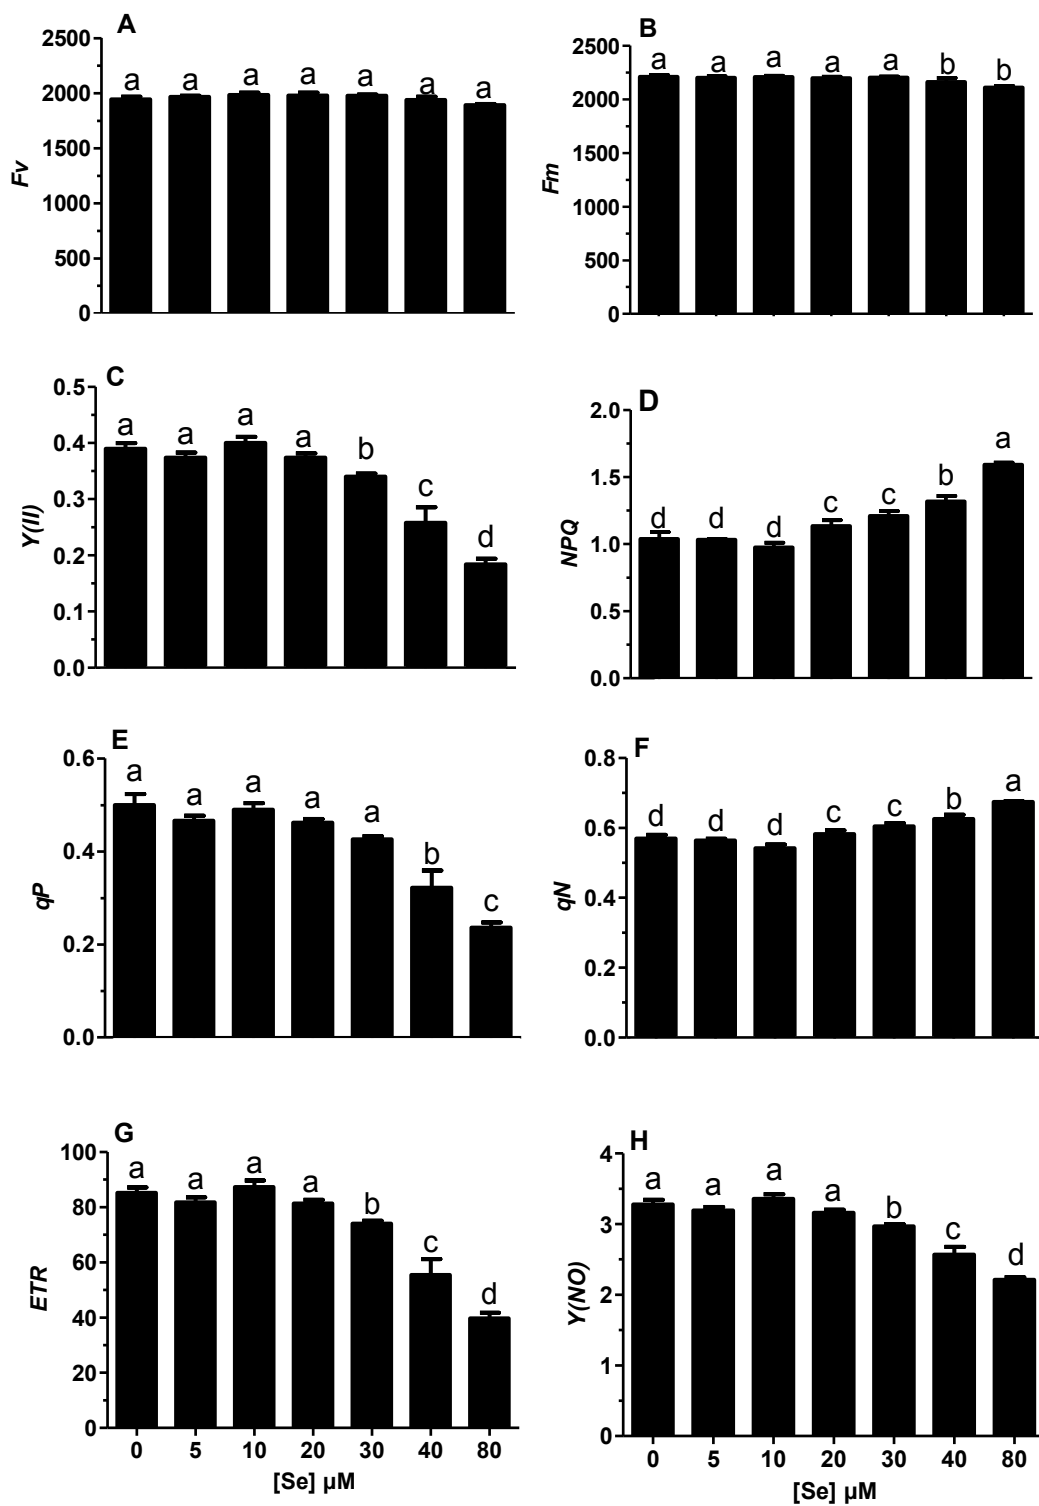 A
2500
2000
1500
1000
500
0
Fv
a a a a a a a
B
2500
2000
1500
1000
500
0
Fm
a a a a a b b
C
0.5
0.4
0.3
0.2
0.1
0.0
Y(II)
a a a a b c d
D
2.0
1.5
1.0
0.5
0.0
NPQ
d d d c c b a
E
0.6
0.4
0.2
0.0
qP
a a a a a b c
F
0.8
0.6
0.4
0.2
0.0
qN
d d d c c b a
G
100
80
60
40
20
0
ETR
a a a a b c d
0 5 10 20 30 40 80
[Se] µM
H
4
3
2
1
0
Y(NO)
a a a a b c d
0 5 10 20 30 40 80
[Se] µM